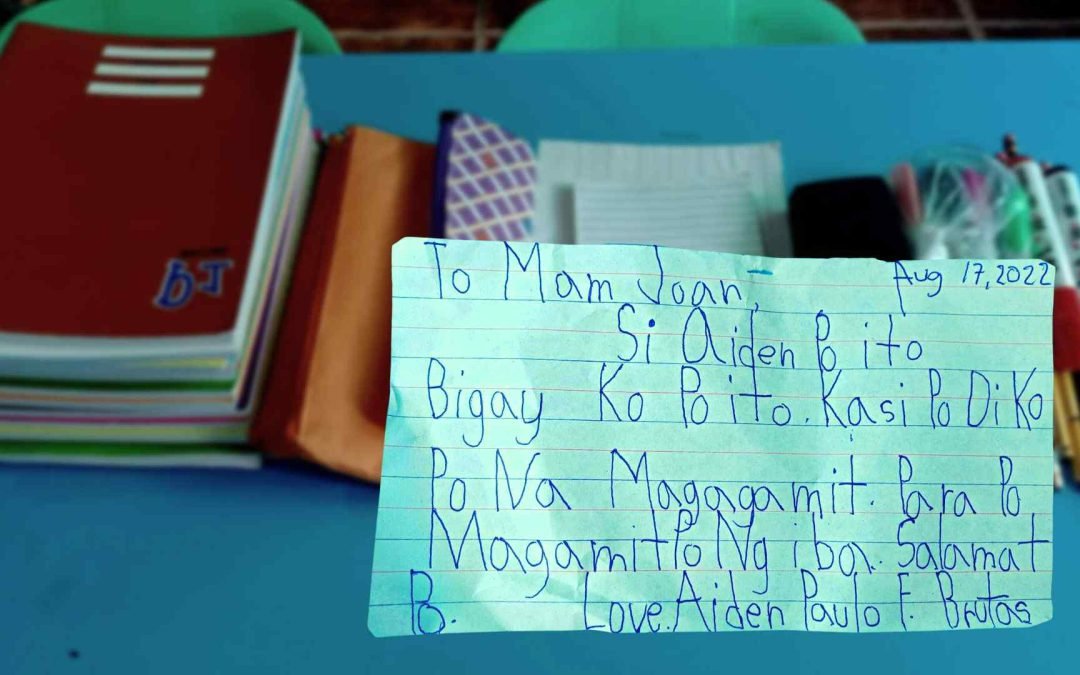 BJ
To Mam Joan,
Aug 17, 2022
Si Aiden Po ito
Bigay Ko Po ito. Kasi Po Di Ko
Po Na Magagamit. Para Po
Magamit Po Ng iba. Salamat
Po. Love. Aiden Paulo F. Brutas